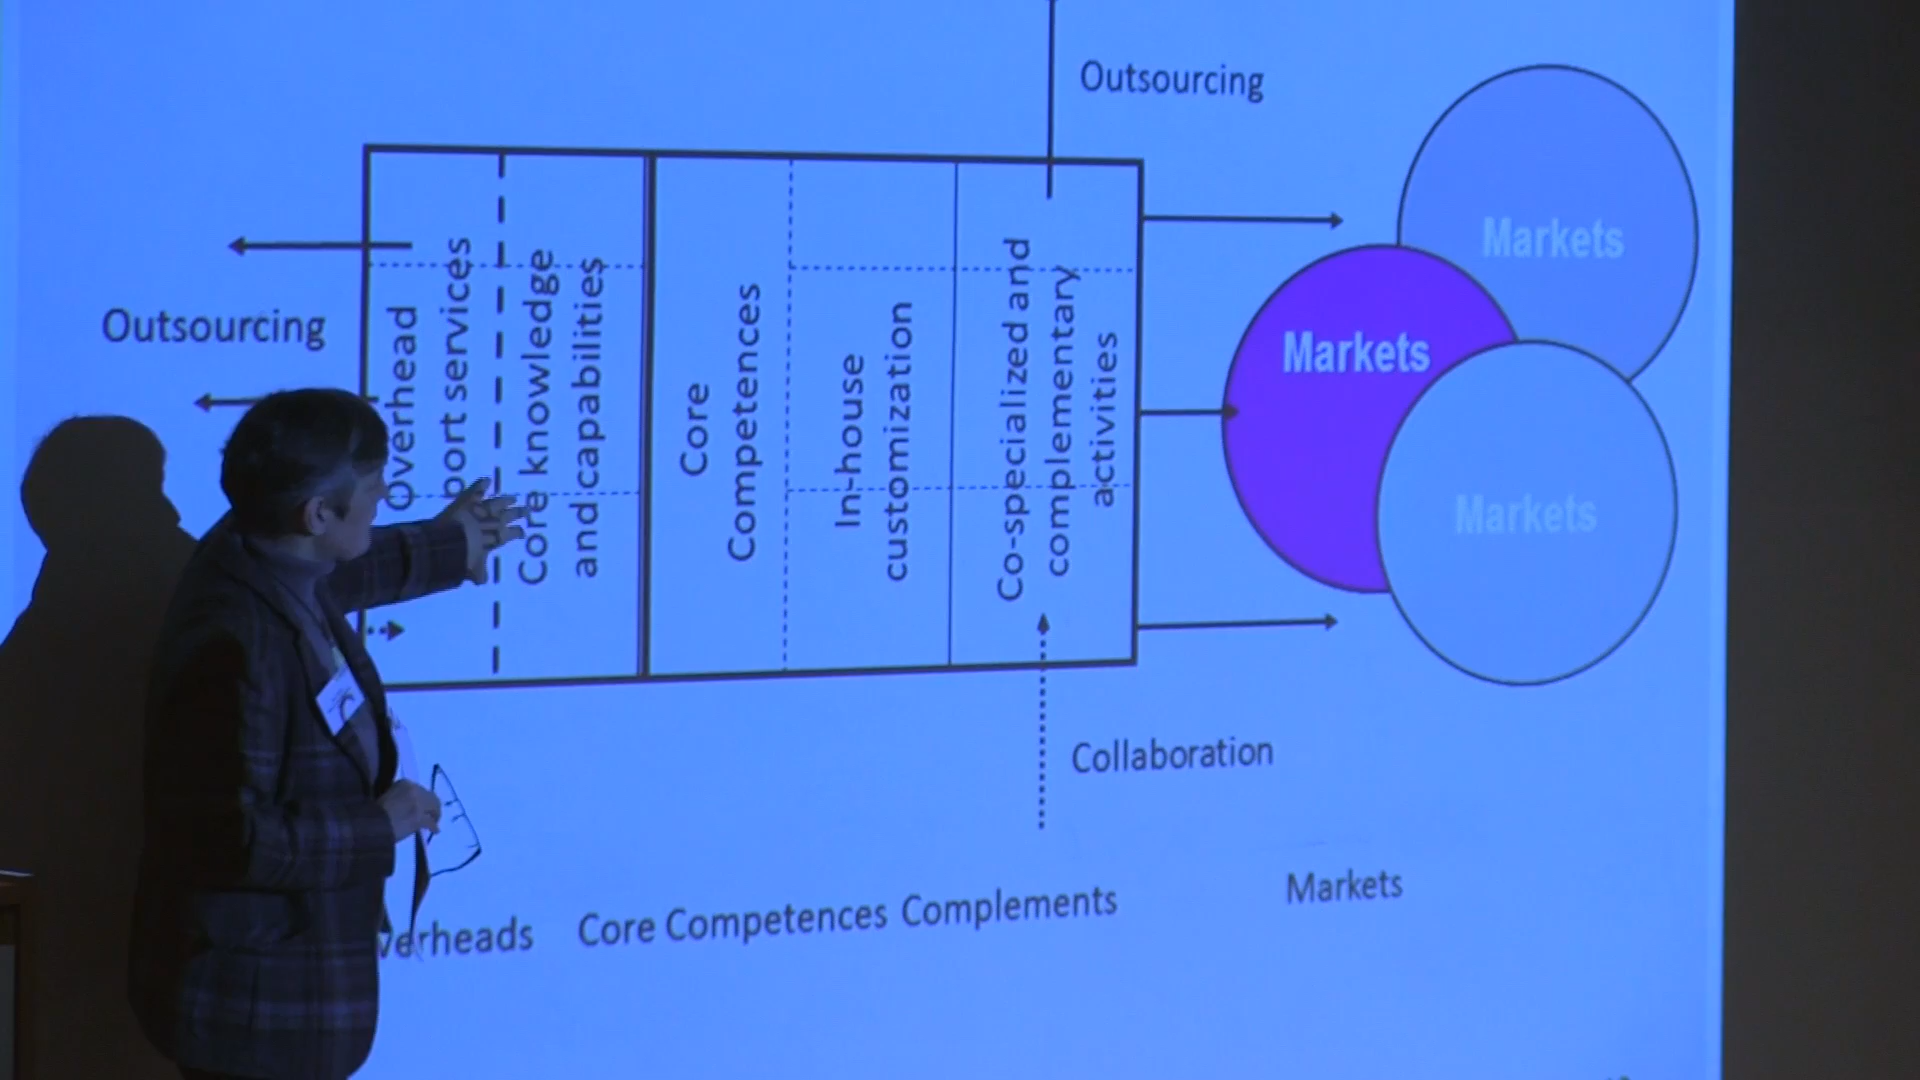 Outsourcing
Outsourcing
Overhead
port services
Core knowledge
and capabilities
Core
Competences
In-house
customization
Co-specialized and
complementary
activities
Markets
Markets
Markets
Collaboration
verheads
Core Competences
Complements
Markets